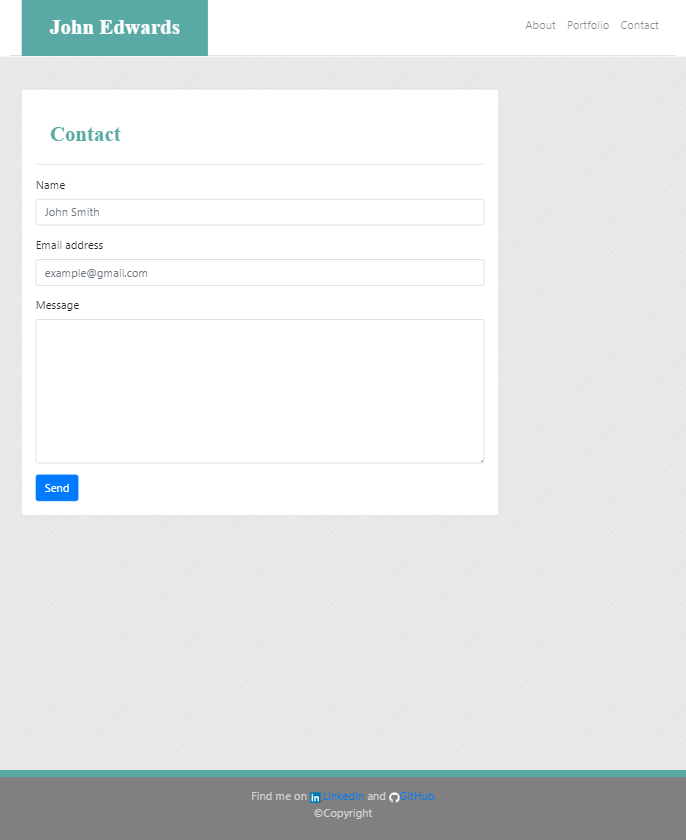 John Edwards
About Portfolio Contact
Contact
Name
John Smith
Email address
example@gmail.com
Message
Send
Find me on in LinkedIn and GitHub
©Copyright